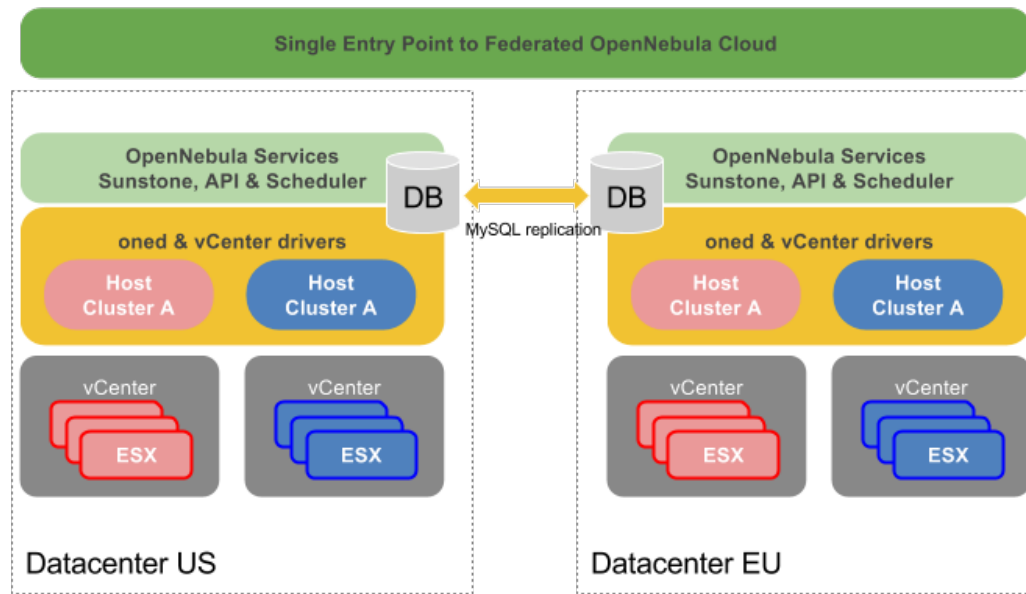 Single Entry Point to Federated OpenNebula Cloud
OpenNebula Services
Sunstone, API & Scheduler
DB
MySQL replication
DB
OpenNebula Services
Sunstone, API & Scheduler
oned & vCenter drivers
Host
Cluster A
Host
Cluster A
oned & vCenter drivers
Host
Cluster A
Host
Cluster A
vCenter
ESX
vCenter
ESX
vCenter
ESX
vCenter
ESX
Datacenter US
Datacenter EU